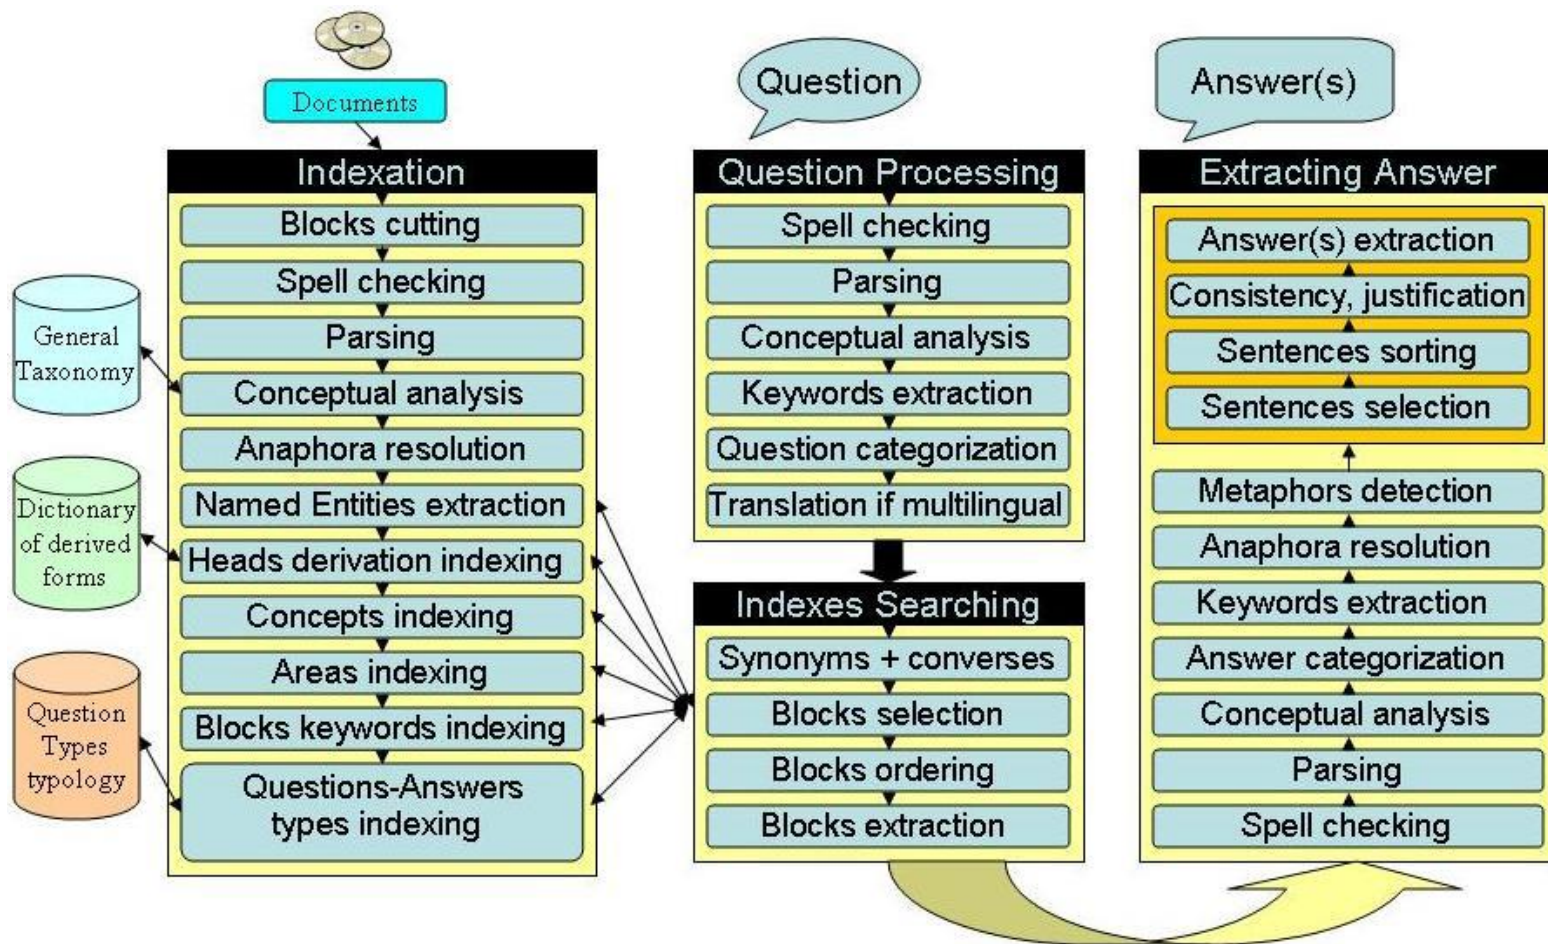 Documents
Question
Answer(s)
Indexation
Blocks cutting
Spell checking
Parsing
Conceptual analysis
Anaphora resolution
Named Entities extraction
Heads derivation indexing
Concepts indexing
Areas indexing
Blocks keywords indexing
Questions-Answers
types indexing
General
Taxonomy
Dictionary
of derived
forms
Question
Types
typology
Question Processing
Spell checking
Parsing
Conceptual analysis
Keywords extraction
Question categorization
Translation if multilingual
Indexes Searching
Synonyms + converses
Blocks selection
Blocks ordering
Blocks extraction
Extracting Answer
Answer(s) extraction
Consistency, justification
Sentences sorting
Sentences selection
Metaphors detection
Anaphora resolution
Keywords extraction
Answer categorization
Conceptual analysis
Parsing
Spell checking